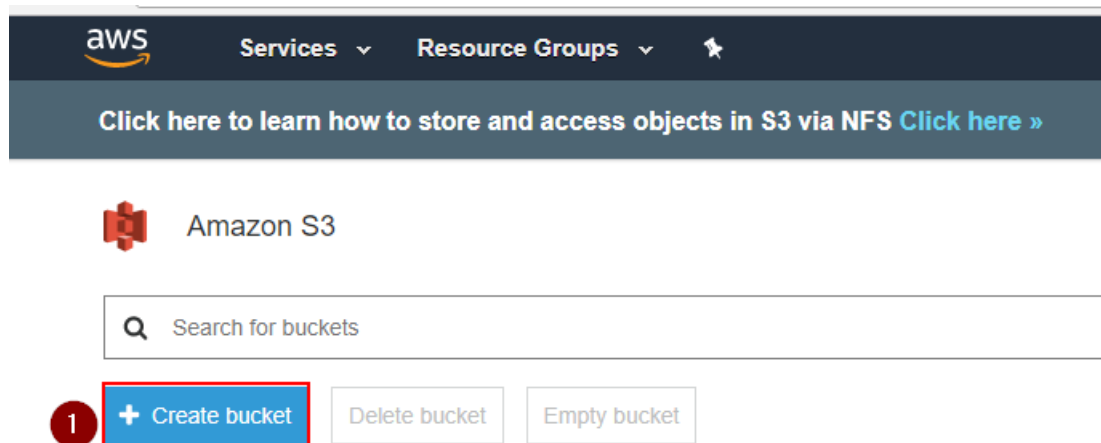 aws Services Resource Groups
Click here to learn how to store and access objects in S3 via NFS Click here »
Amazon S3
Search for buckets
1 + Create bucket Delete bucket Empty bucket